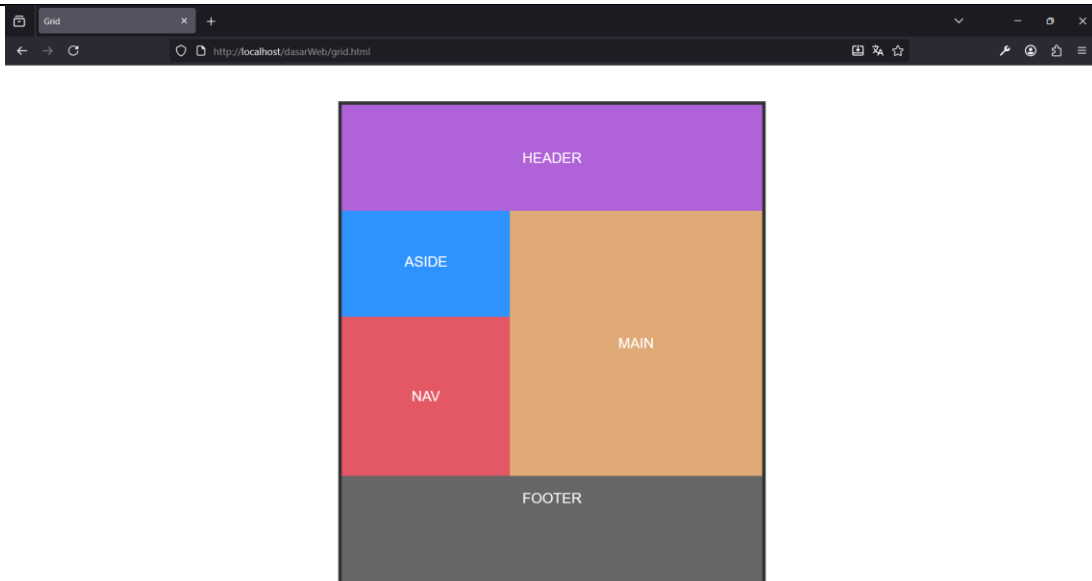 Grid
http://localhost/dasarWeb/grid.html
HEADER
ASIDE
MAIN
NAV
FOOTER